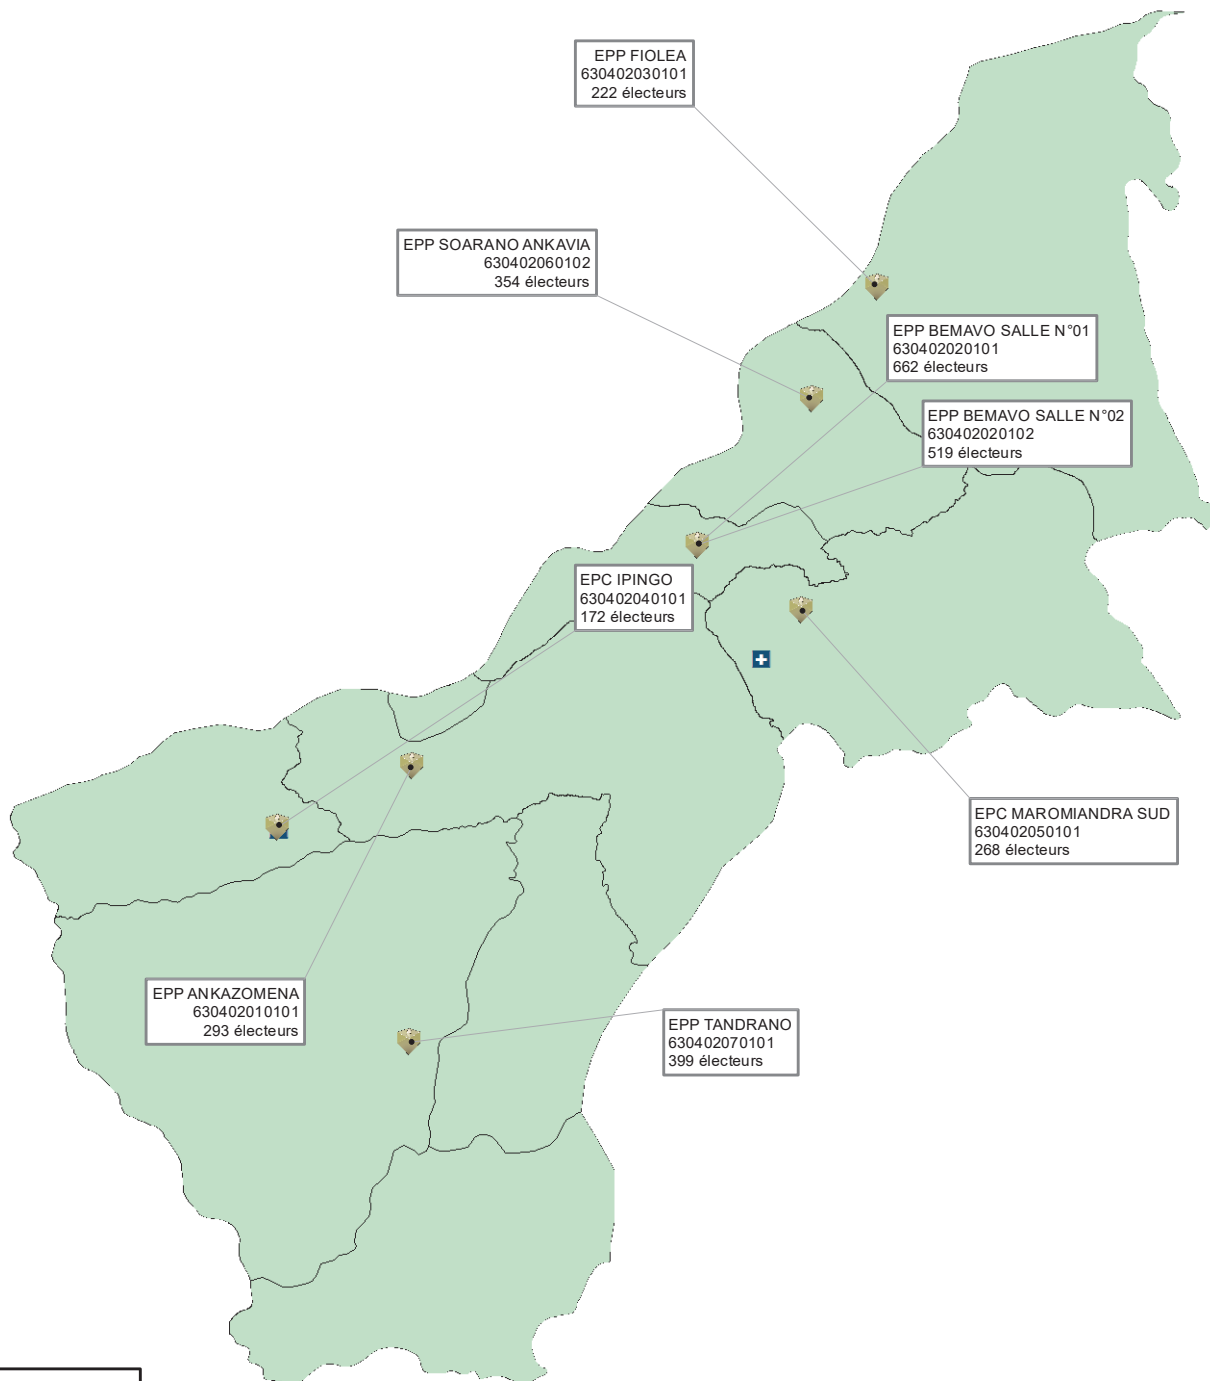 EPP FIOLEA
630402030101
222 électeurs
EPP SOARANO ANKAVIA
630402060102
354 électeurs
EPP BEMAVO SALLE N°01
630402020101
662 électeurs
EPP BEMAVO SALLE N°02
630402020102
519 électeurs
EPC IPINGO
630402040101
172 électeurs
EPC MAROMIANDRA SUD
630402050101
268 électeurs
EPP ANKAZOMENA
630402010101
293 électeurs
EPP TANDRANO
630402070101
399 électeurs